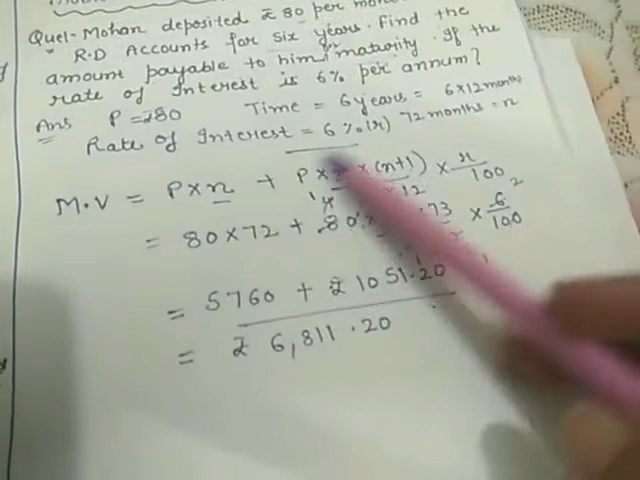 Que1- Mohan deposited ₹80 per
R.D Accounts for six years. Find the
amount payable to him maturity. If the
rate of Interest is 6% per annum?
Ans P = ₹80 Time = 6 years = 6×12 months
Rate of Interest = 6% (r) 72 months = n
M.V = P×n + P × (n+1) × r/100
= 80×72 + 80 73 × 6/100
= 5760 + ₹1051.20
= ₹ 6,811.20